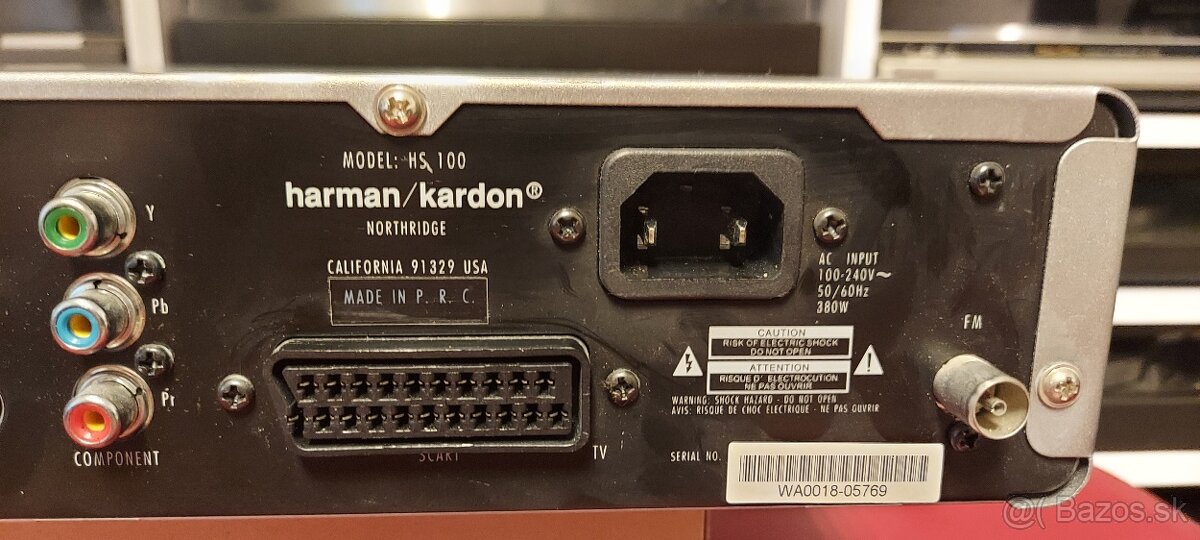 MODEL: HS 100
harman/kardon®
NORTHRIDGE
CALIFORNIA 91329 USA
MADE IN P. R. C.
Y
Pb
Pr
COMPONENT
SCART
TV
AC INPUT
100-240V~
50/60Hz
380W
FM
CAUTION
RISK OF ELECTRIC SHOCK
DO NOT OPEN
ATTENTION
RISQUE D' ELECTROCUTION
NE PAS OUVRIR
WARNING: SHOCK HAZARD - DO NOT OPEN
AVIS: RISQUE DE CHOC ELECTRIQUE - NE PAS OUVRIR
SERIAL NO.
WA0018-05769
@ Bazos.sk